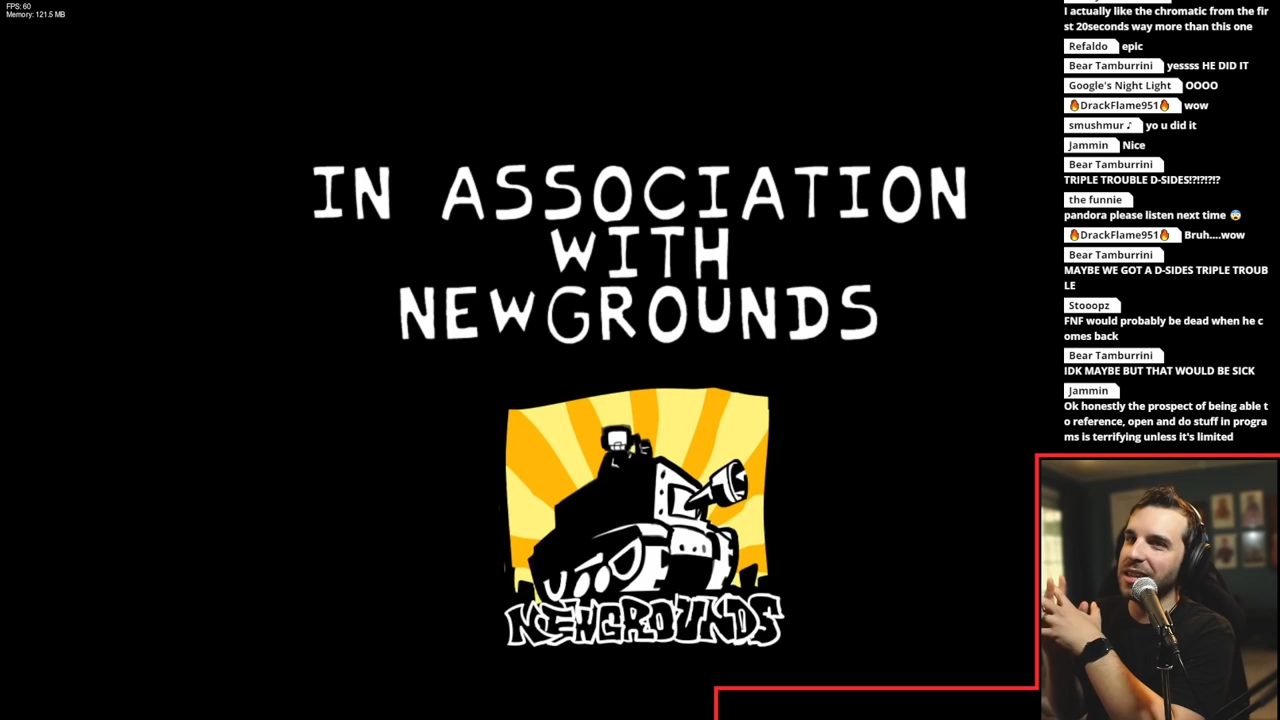 FPS: 60
Memory: 121.5 MB
IN ASSOCIATION
WITH
NEWGROUNDS
NEWGROUNDS
I actually like the chromatic from the fir
st 20seconds way more than this one
Refaldo epic
Bear Tamburrini yessss HE DID IT
Google's Night Light OOOO
🔥DrackFlame951🔥 wow
smushmur ♪ yo u did it
Jammin Nice
Bear Tamburrini
TRIPLE TROUBLE D-SIDES!?!?!?!?
the funnie
pandora please listen next time 😨
🔥DrackFlame951🔥 Bruh....wow
Bear Tamburrini
MAYBE WE GOT A D-SIDES TRIPLE TROUB
LE
Stooopz
FNF would probably be dead when he c
omes back
Bear Tamburrini
IDK MAYBE BUT THAT WOULD BE SICK
Jammin
Ok honestly the prospect of being able t
o reference, open and do stuff in progra
ms is terrifying unless it's limited